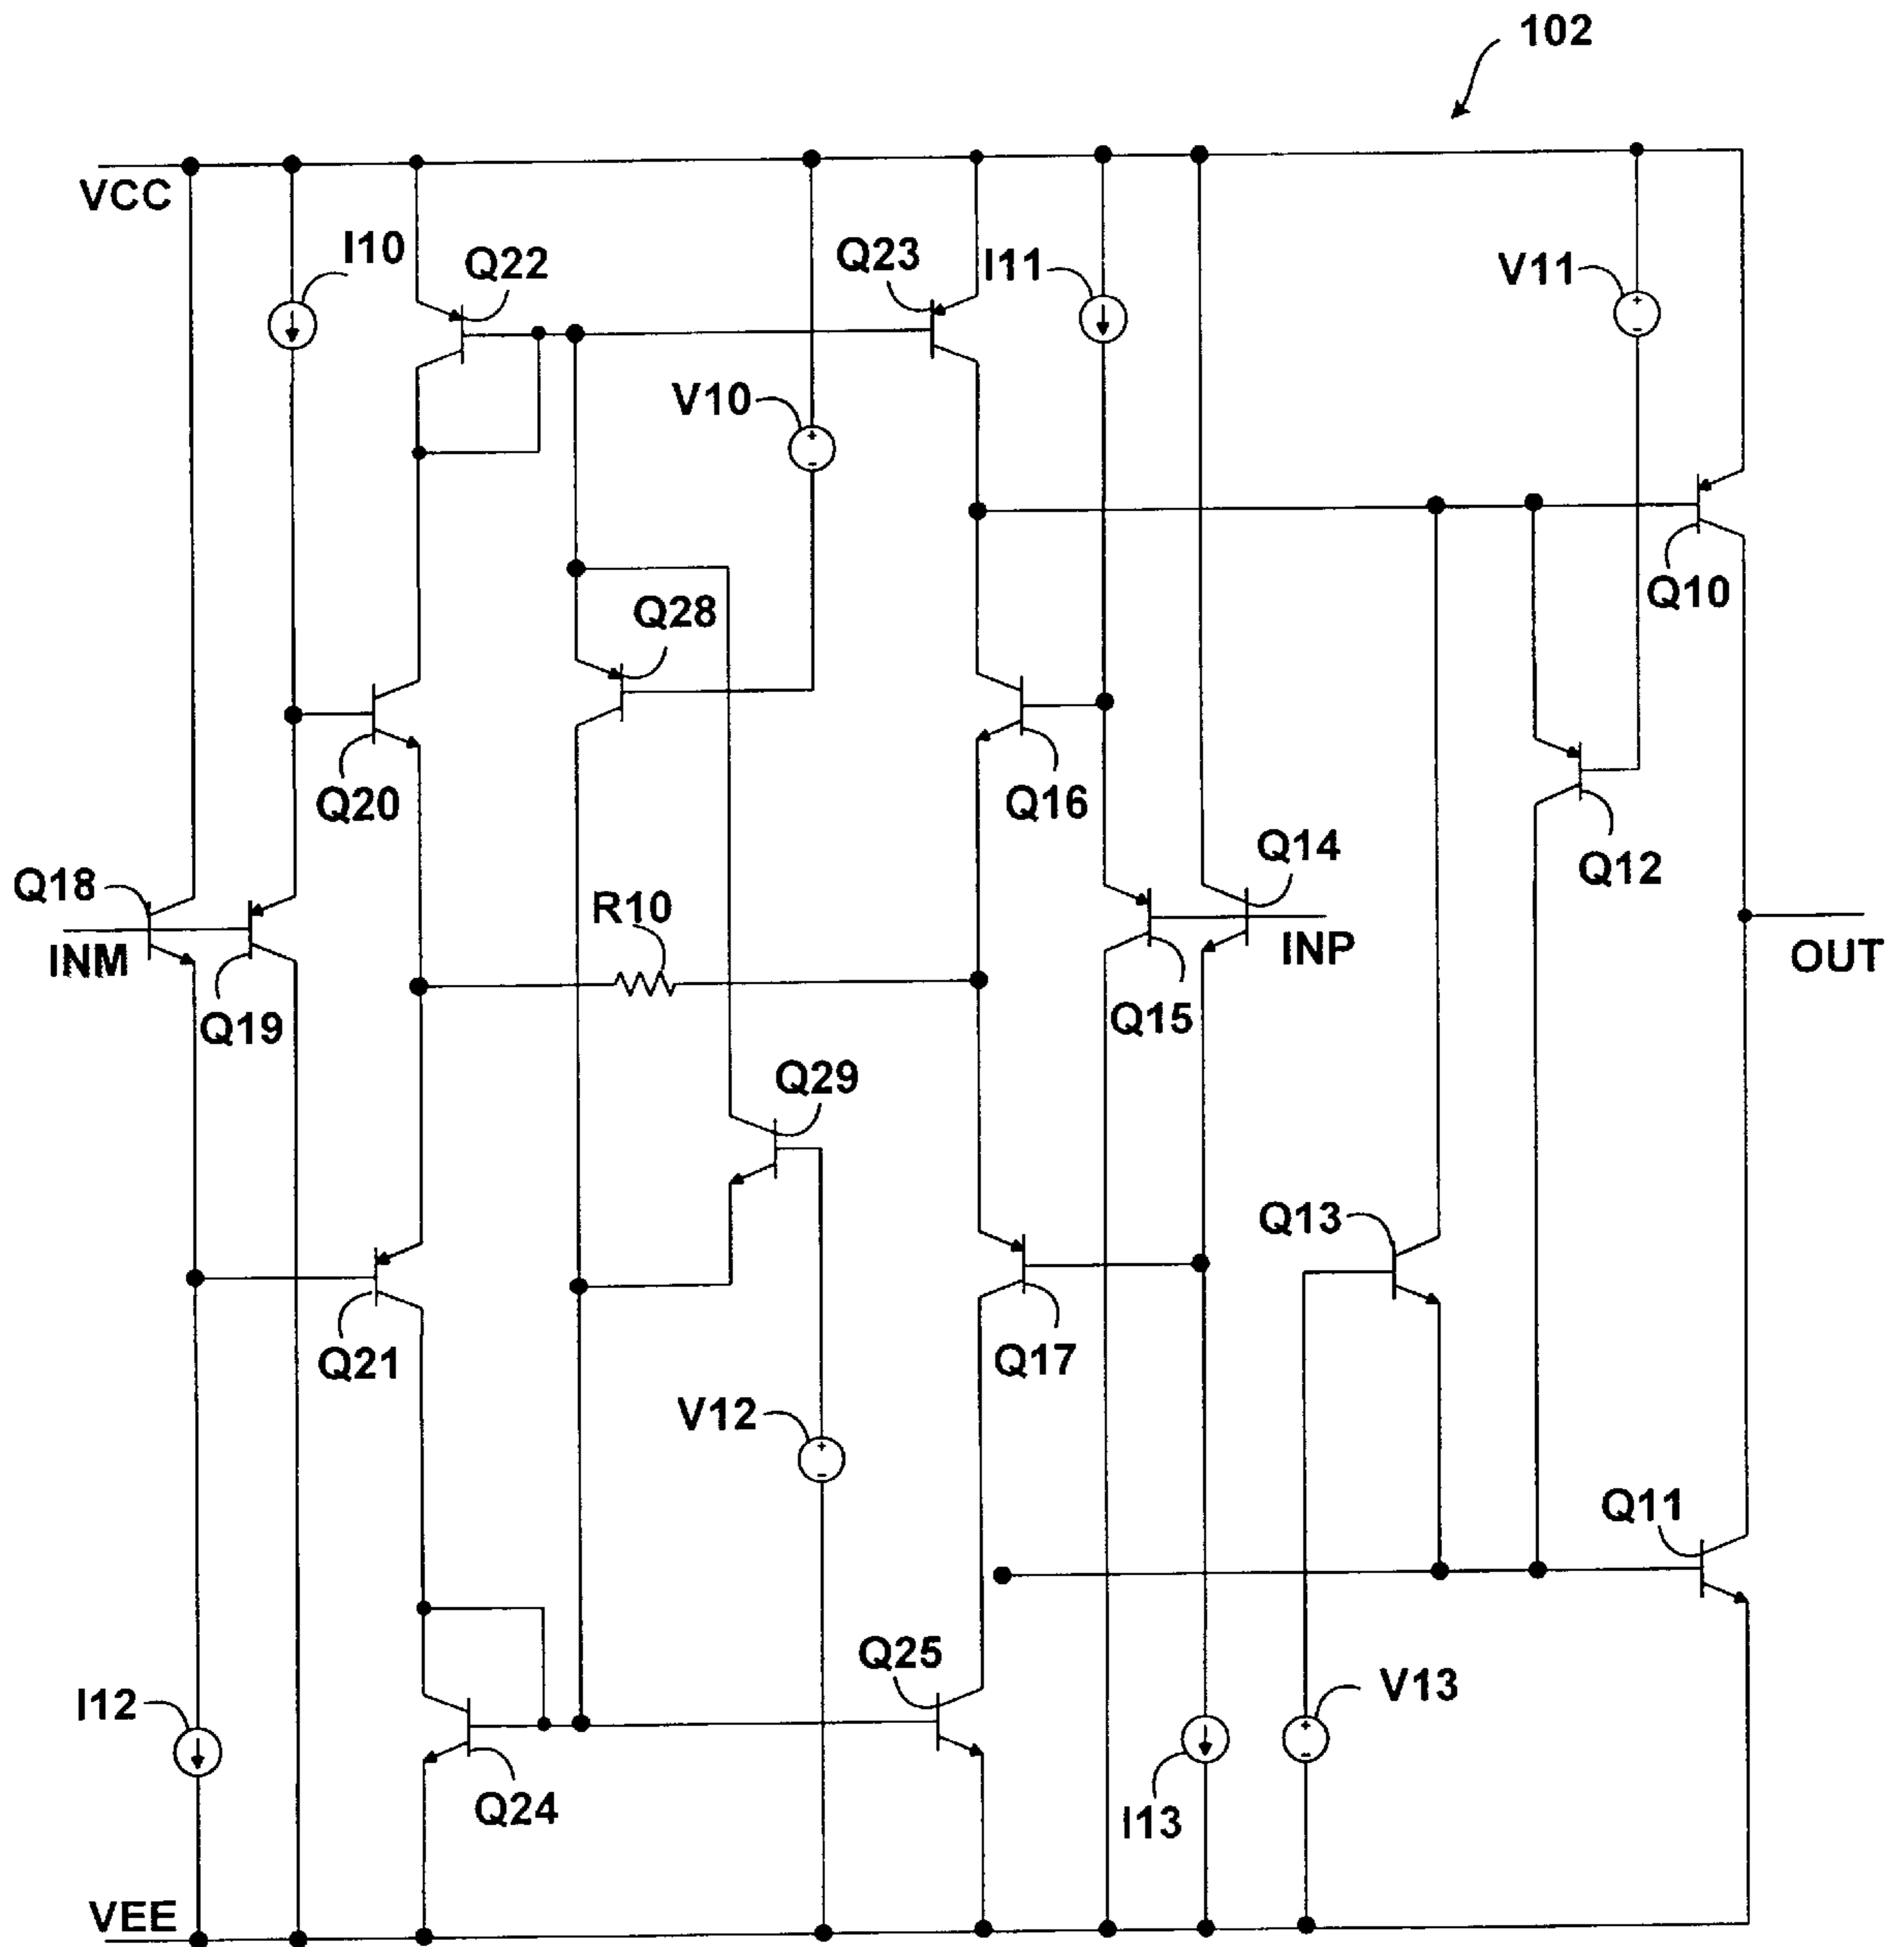 102
VCC
I10
Q22
Q23
I11
V11
+
-
V10
+
-
Q10
Q28
Q20
Q16
Q14
Q12
Q18
R10
INM
INP
OUT
Q19
Q15
Q29
Q13
Q21
Q17
V12
+
-
Q11
Q25
I12
V13
+
-
Q24
I13
VEE